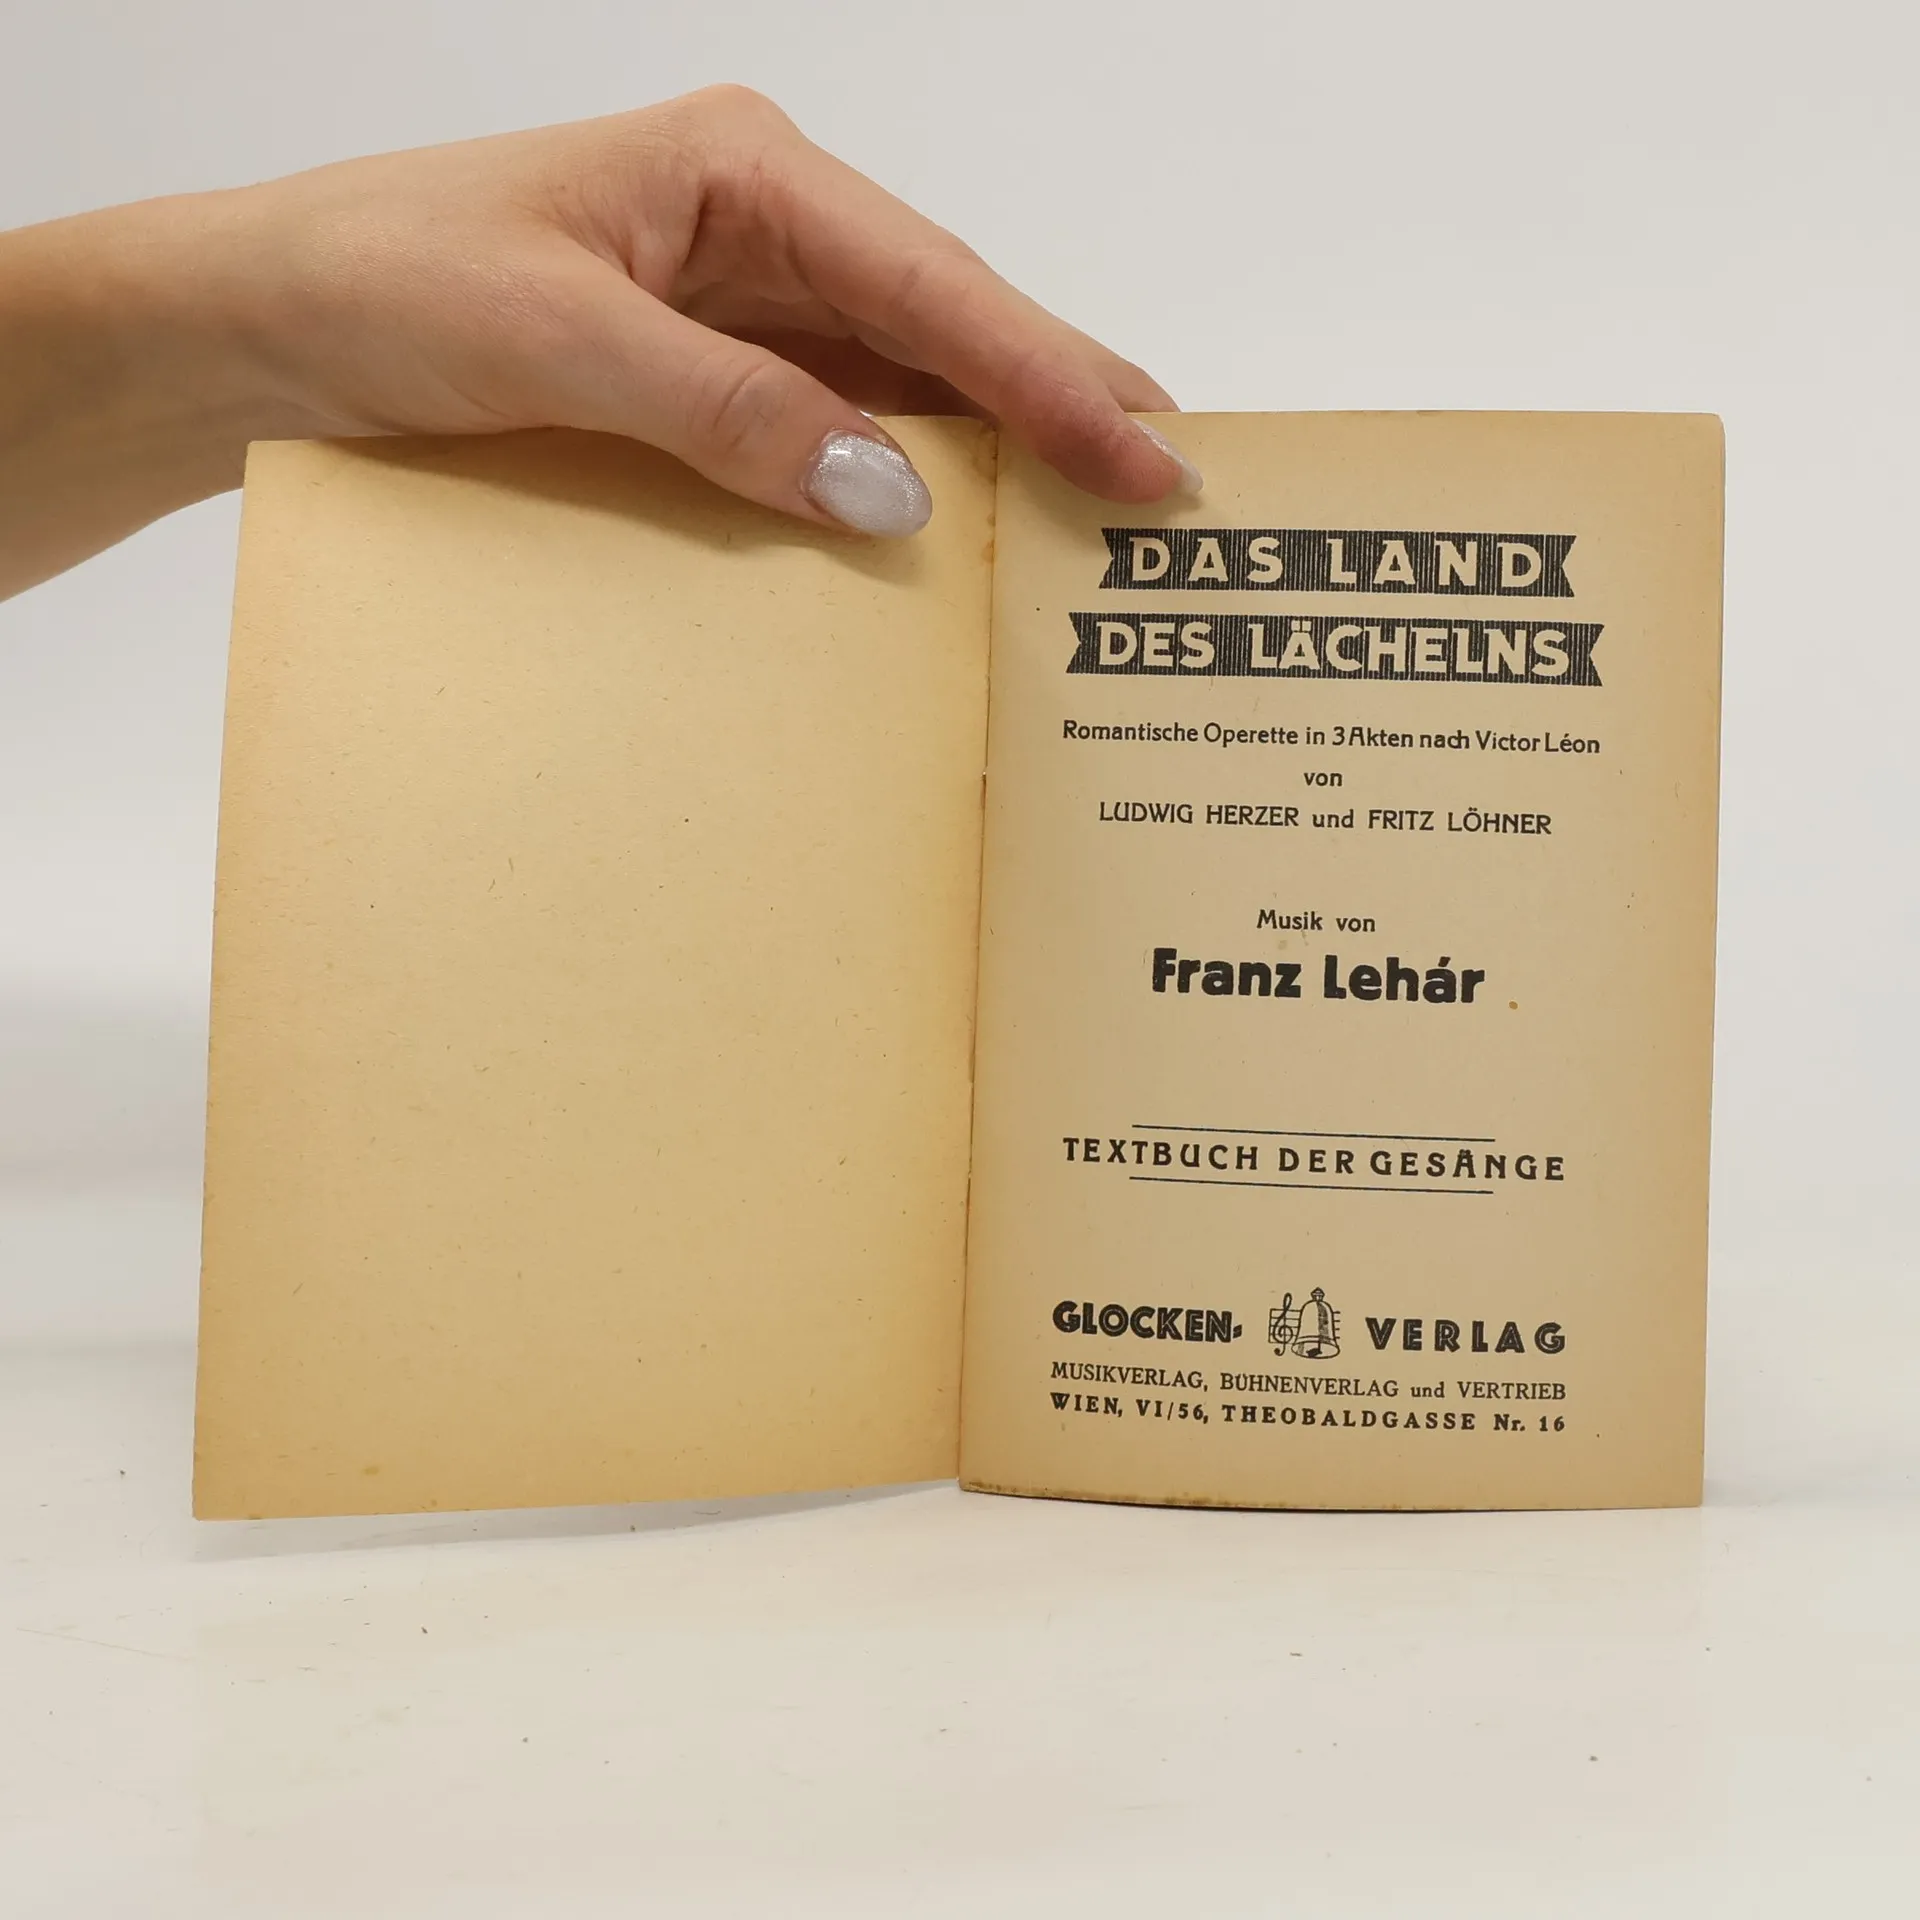 DAS LAND
DES LÄCHELNS
Romantische Operette in 3 Akten nach Victor Léon
von
LUDWIG HERZER und FRITZ LÖHNER
Musik von
Franz Lehár
TEXTBUCH DER GESÄNGE
GLOCKEN- VERLAG
MUSIKVERLAG, BÜHNENVERLAG und VERTRIEB
WIEN, VI/56, THEOBALDGASSE Nr. 16